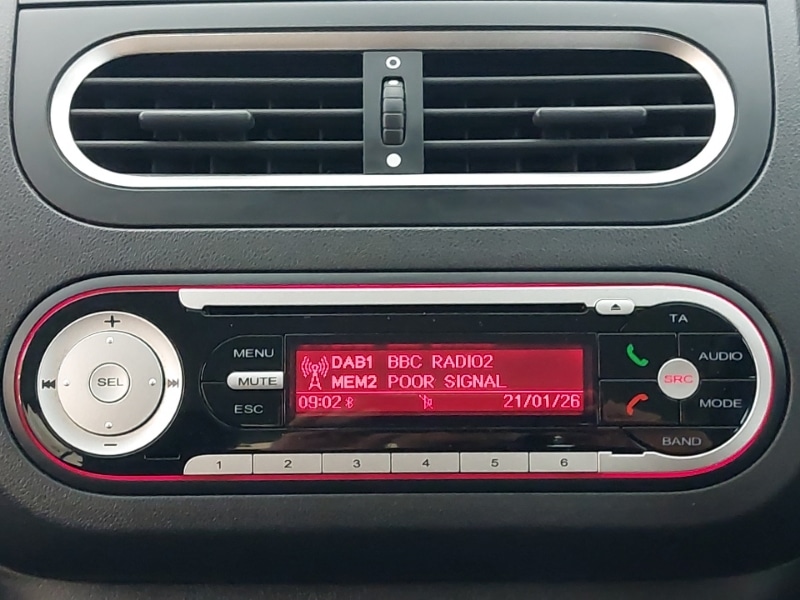 TA
MENU
MUTE
ESC
+
SEL
-
DAB1 BBC RADIO2
MEM2 POOR SIGNAL
09:02 21/01/26
AUDIO
SRC
MODE
BAND
1 2 3 4 5 6